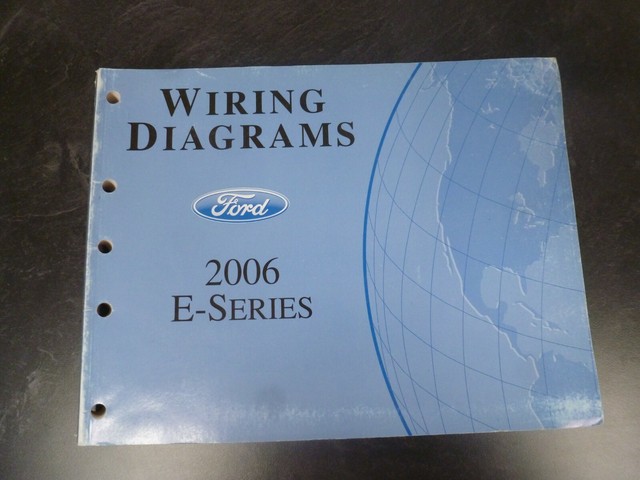 WIRING
DIAGRAMS
Ford
2006
E-SERIES